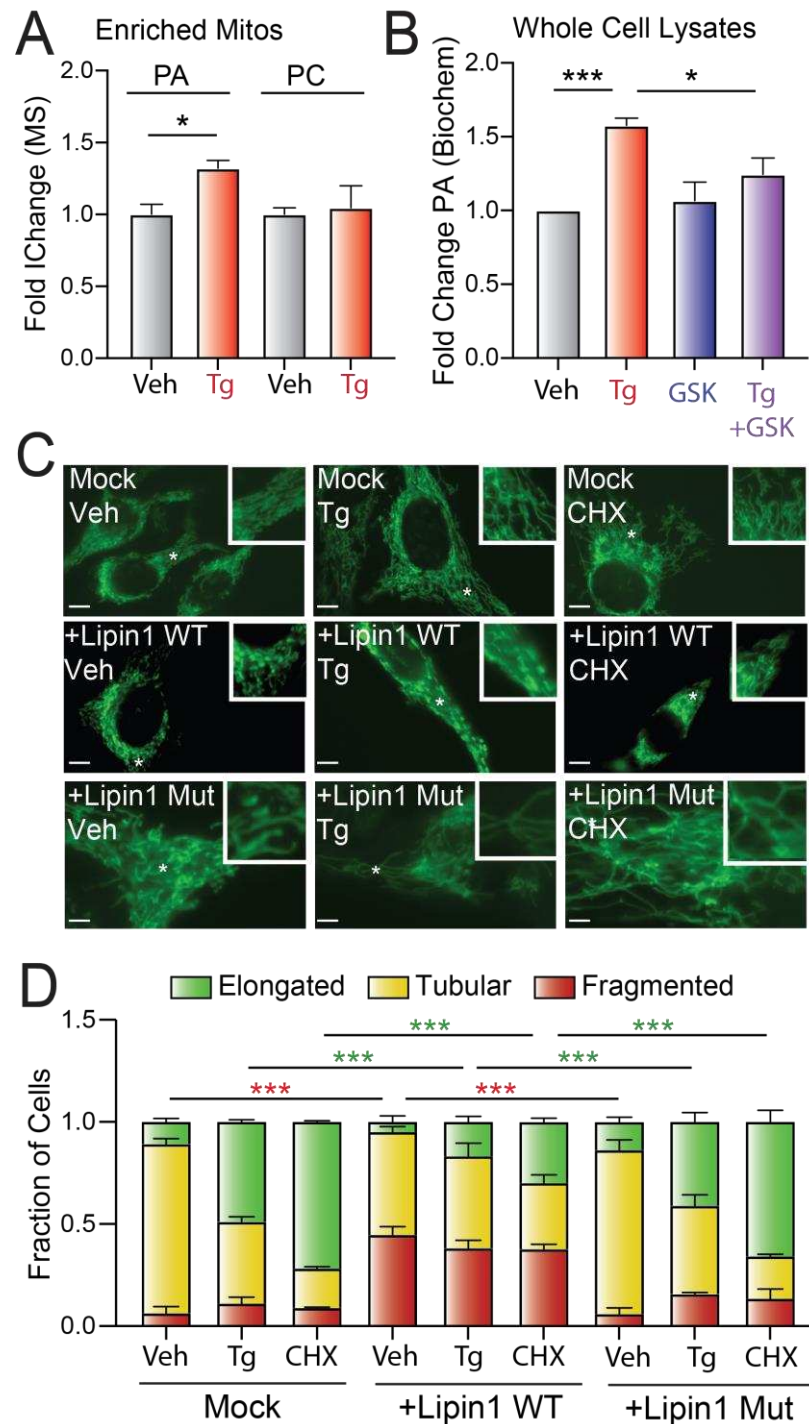 A Enriched Mitos
Fold IChange (MS)
2.0
1.5
1.0
0.5
0.0
PA PC
*
Veh Tg Veh Tg
B Whole Cell Lysates
Fold Change PA (Biochem)
2.0
1.5
1.0
0.5
0.0
*** *
Veh Tg GSK Tg
+GSK
C
Mock
Veh
*
Mock
Tg
*
Mock
CHX
*
+Lipin1 WT
Veh
*
+Lipin1 WT
Tg
*
+Lipin1 WT
CHX
*
+Lipin1 Mut
Veh
*
+Lipin1 Mut
Tg
*
+Lipin1 Mut
CHX
*
D
Elongated Tubular Fragmented
Fraction of Cells
1.5
1.0
0.5
0.0
*** ***
*** ***
*** ***
Veh Tg CHX Veh Tg CHX Veh Tg CHX
Mock +Lipin1 WT +Lipin1 Mut